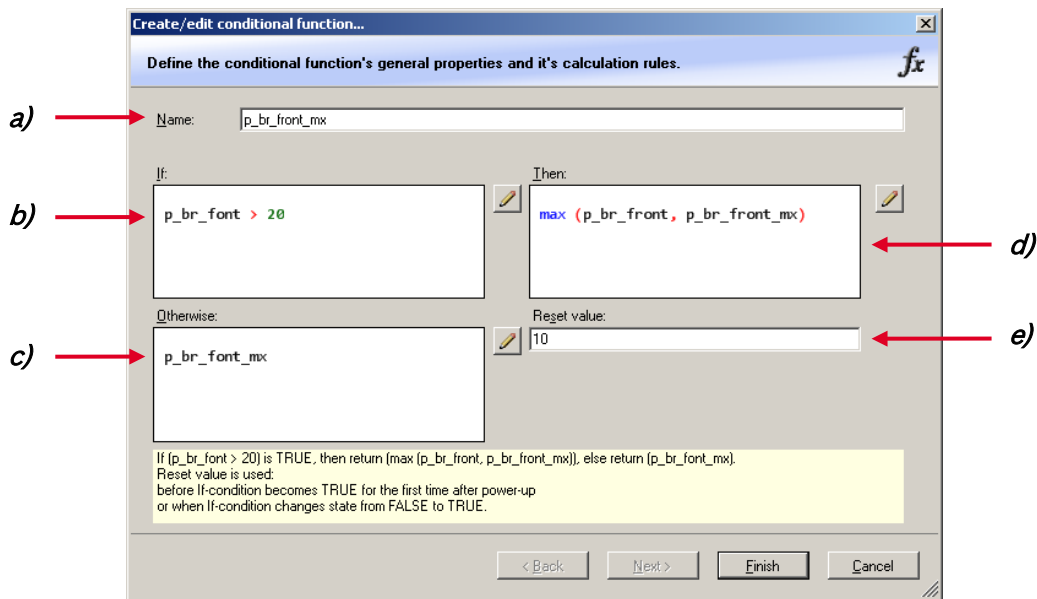 Create/edit conditional function...
Define the conditional function's general properties and it's calculation rules.
fx
a)
Name:
p_br_front_mx
If:
Then:
b)
p_br_font > 20
max (p_br_front, p_br_front_mx)
d)
Otherwise:
Reset value:
c)
p_br_font_mx
10
e)
If (p_br_font > 20) is TRUE, then return (max (p_br_front, p_br_front_mx)), else return (p_br_font_mx).
Reset value is used:
before If-condition becomes TRUE for the first time after power-up
or when If-condition changes state from FALSE to TRUE.
< Back
Next >
Finish
Cancel